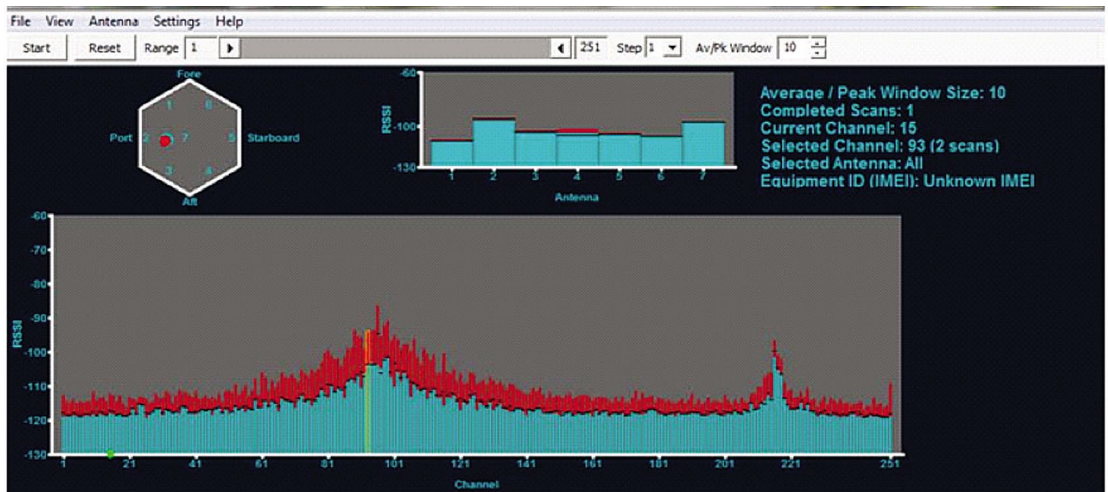 File View Antenna Settings Help
Start Reset Range 1 251 Step 1 Av/Pk Window 10
Fore
1 6
Port 2 7 5 Starboard
3 4
Aft
-60
-100
-130
RSSI
1 2 3 4 5 6 7
Antenna
Average / Peak Window Size: 10
Completed Scans: 1
Current Channel: 15
Selected Channel: 93 (2 scans)
Selected Antenna: All
Equipment ID (IMEI): Unknown IMEI
-60
-70
-80
-90
-100
-110
-120
-130
RSSI
1 21 41 61 81 101 121 141 161 181 201 221 251
Channel